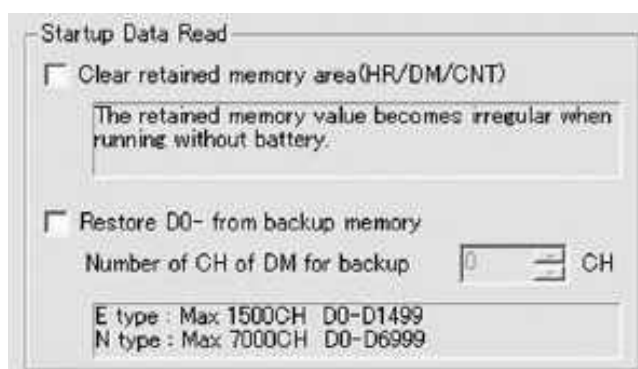 Startup Data Read
Clear retained memory area(HR/DM/CNT)
The retained memory value becomes irregular when
running without battery.
Restore D0- from backup memory
Number of CH of DM for backup 0 CH
E type : Max 1500CH D0-D1499
N type : Max 7000CH D0-D6999